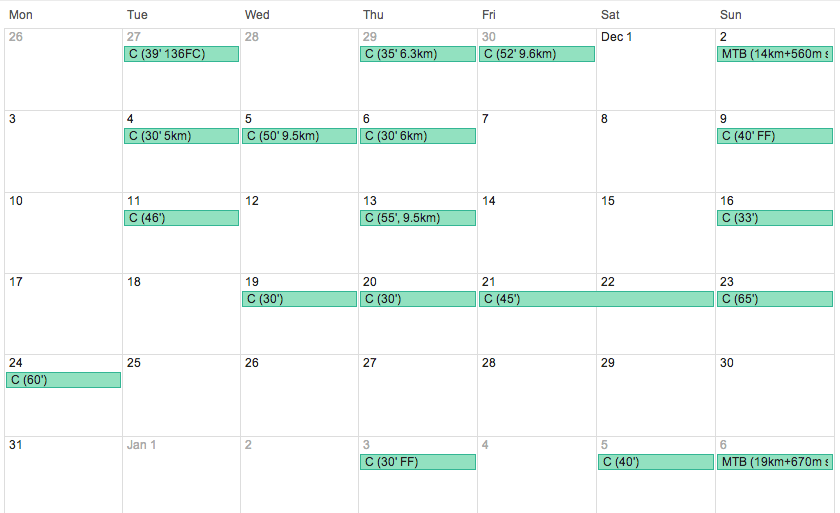 Mon Tue Wed Thu Fri Sat Sun
26 27 28 29 30 Dec 1 2
C (39' 136FC) C (35' 6.3km) C (52' 9.6km) MTB (14km+560m s
3 4 5 6 7 8 9
C (30' 5km) C (50' 9.5km) C (30' 6km) C (40' FF)
10 11 12 13 14 15 16
C (46') C (55', 9.5km) C (33')
17 18 19 20 21 22 23
C (30') C (30') C (45') C (65')
24 25 26 27 28 29 30
C (60')
31 Jan 1 2 3 4 5 6
C (30' FF) C (40') MTB (19km+670m s